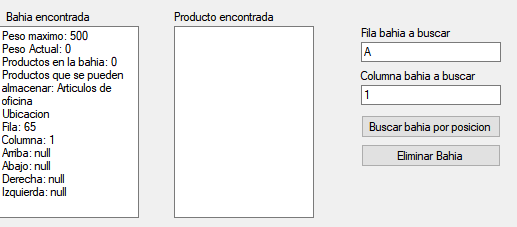 Bahia encontrada
Peso maximo: 500
Peso Actual: 0
Productos en la bahia: 0
Productos que se pueden
almacenar: Articulos de
oficina
Ubicacion
Fila: 65
Columna: 1
Arriba: null
Abajo: null
Derecha: null
Izquierda: null
Producto encontrada
Fila bahia a buscar
A
Columna bahia a buscar
1
Buscar bahia por posicion
Eliminar Bahia